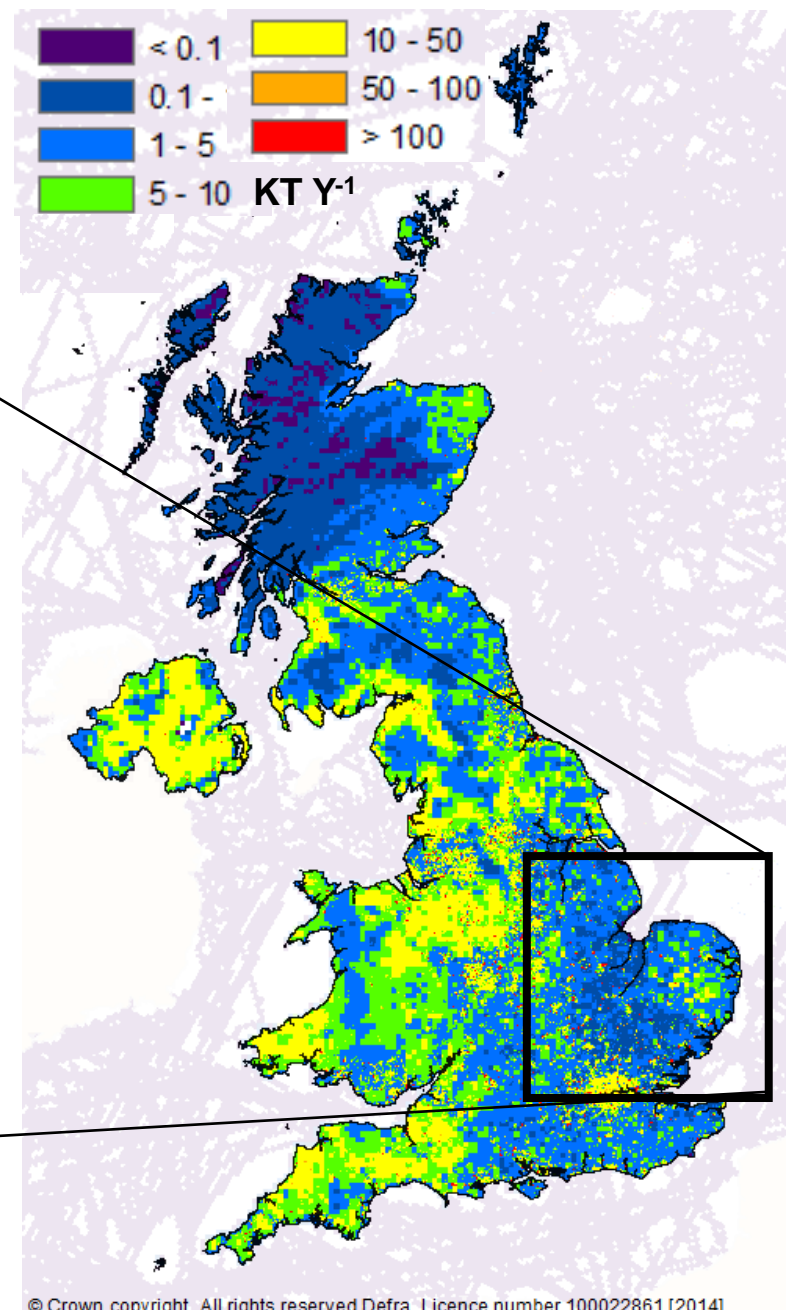 < 0.1
0.1 -
1 - 5
5 - 10
10 - 50
50 - 100
> 100
KT Y-1
© Crown copyright. All rights reserved Defra, Licence number 100022861 [2014]